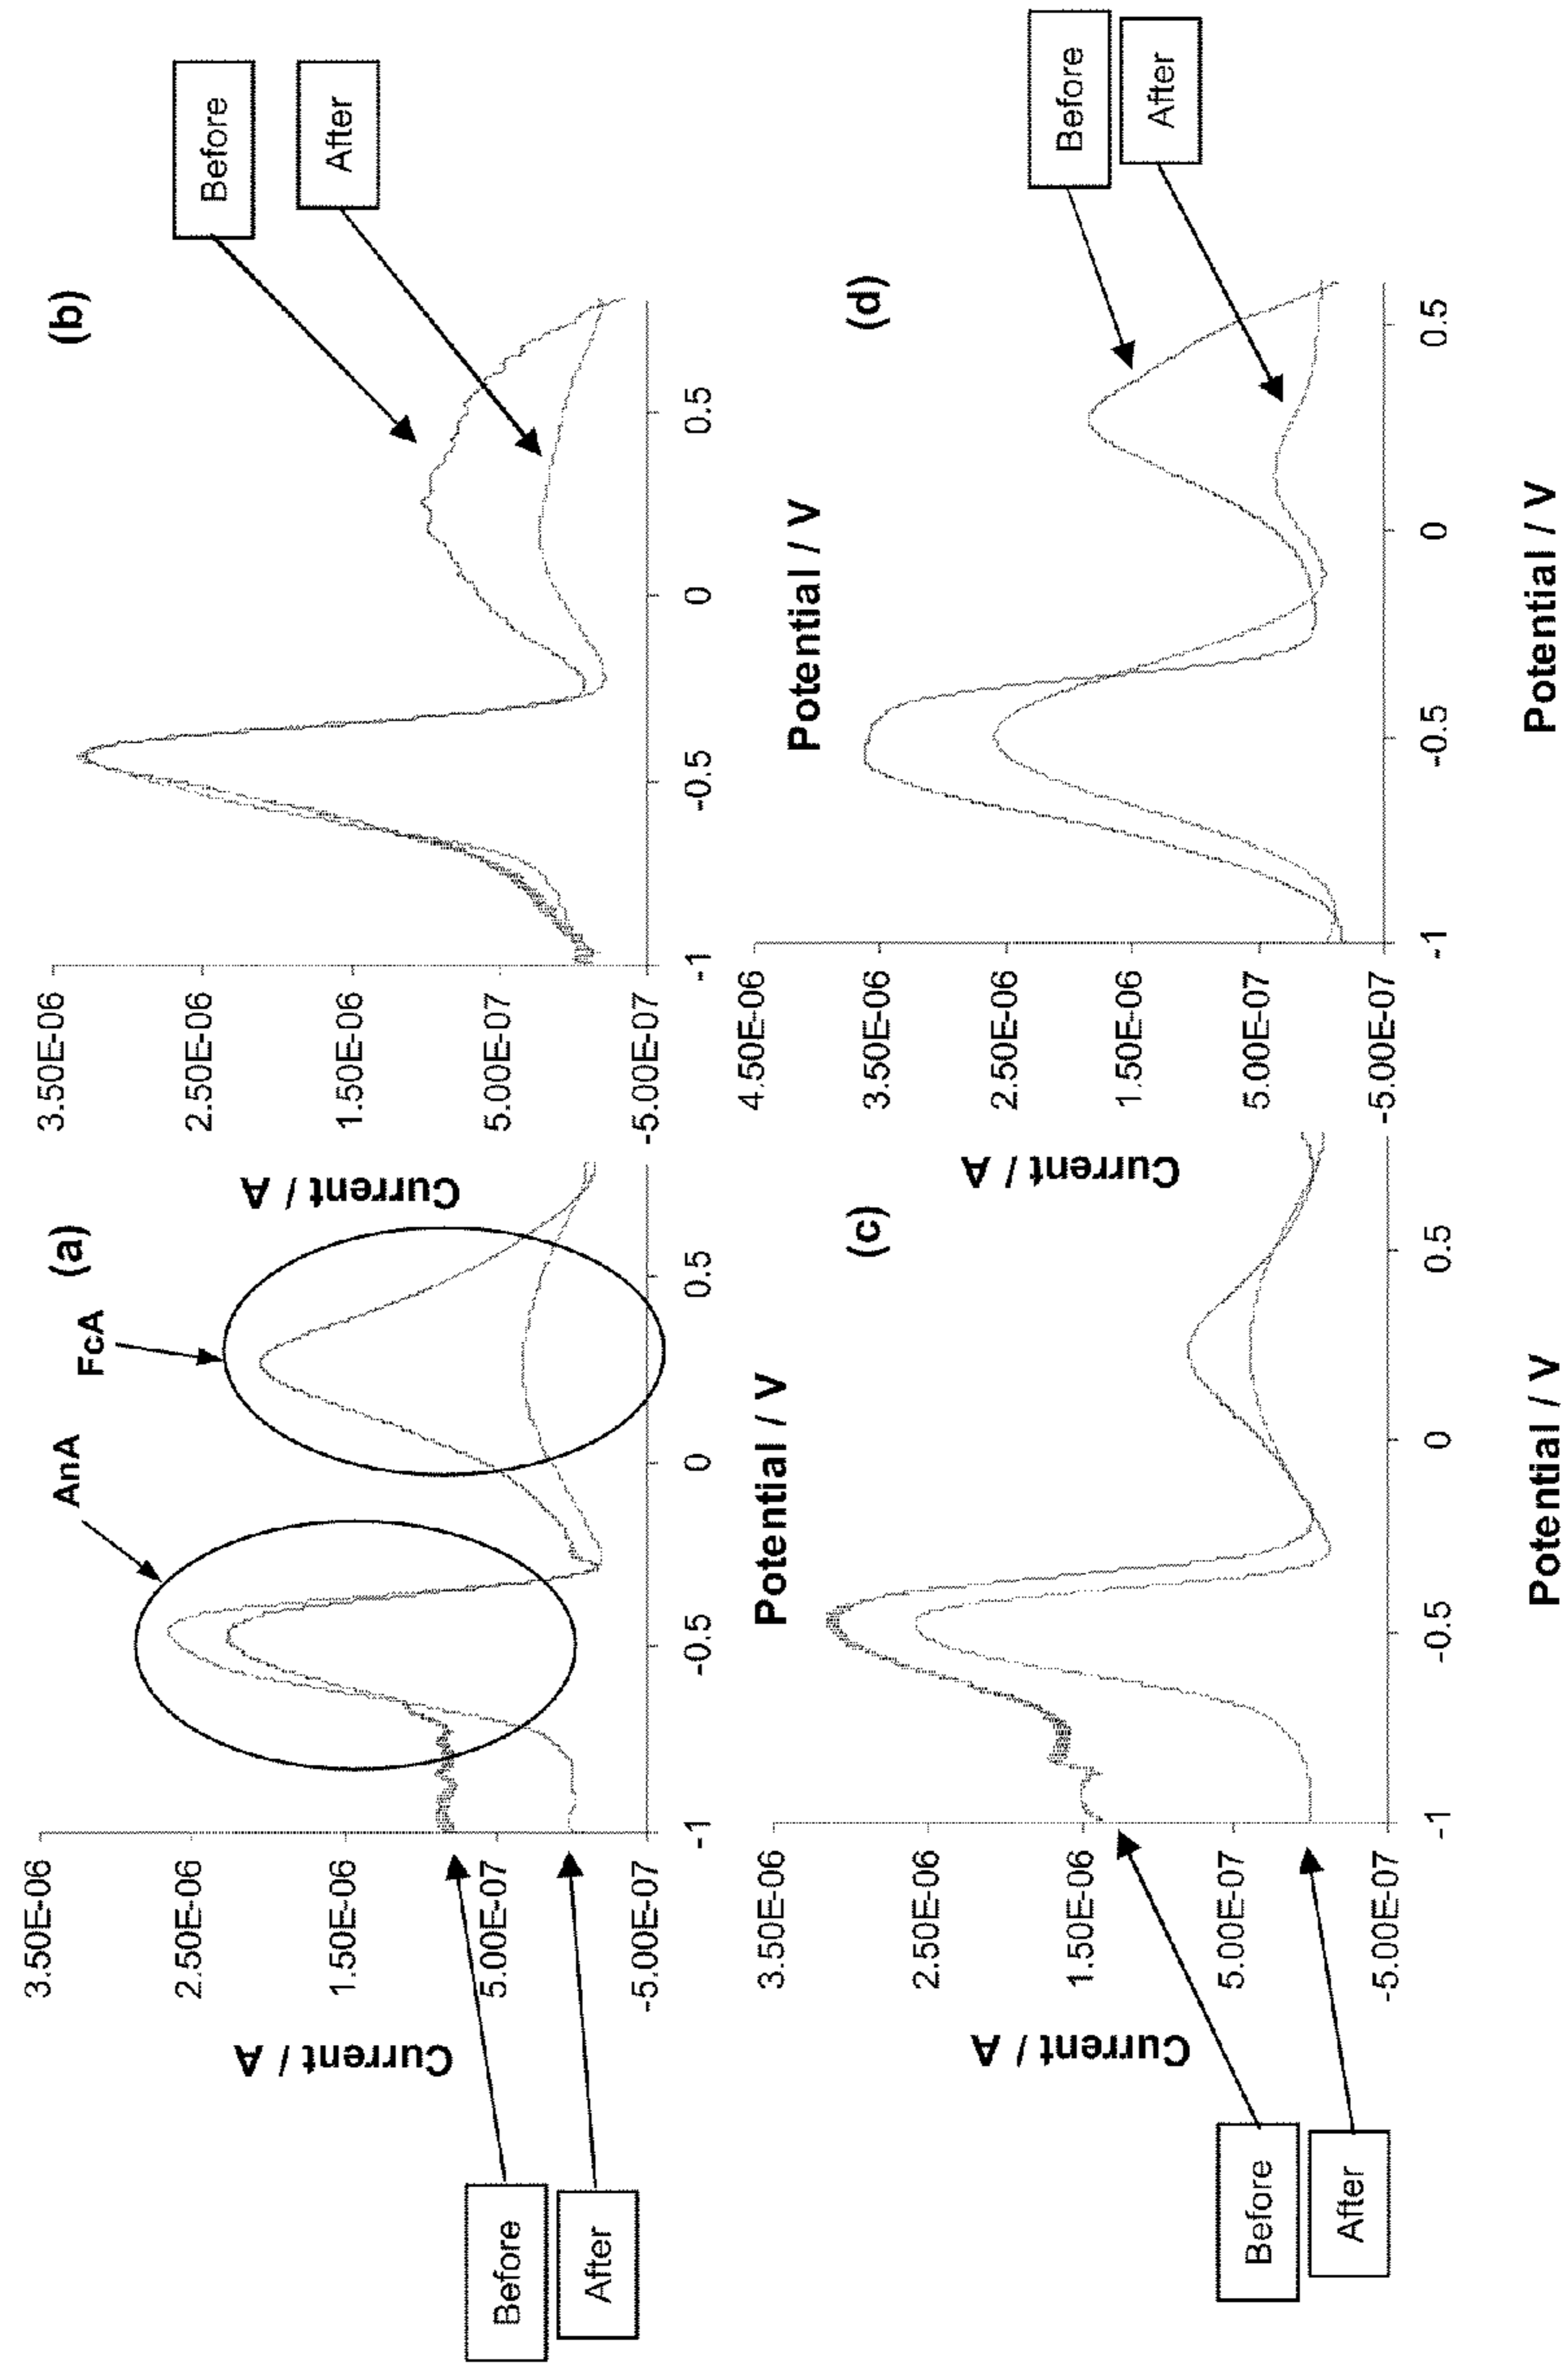 (a)
AnA
FcA
3.50E-06
2.50E-06
1.50E-06
5.00E-07
-5.00E-07
Current / A
-1
-0.5
0
0.5
Potential / V
Before
After
(b)
3.50E-06
2.50E-06
1.50E-06
5.00E-07
-5.00E-07
Current / A
-1
-0.5
0
0.5
Potential / V
Before
After
(c)
3.50E-06
2.50E-06
1.50E-06
5.00E-07
-5.00E-07
Current / A
-1
-0.5
0
0.5
Potential / V
Before
After
(d)
4.50E-06
3.50E-06
2.50E-06
1.50E-06
5.00E-07
-5.00E-07
Current / A
-1
-0.5
0
0.5
Potential / V
Before
After